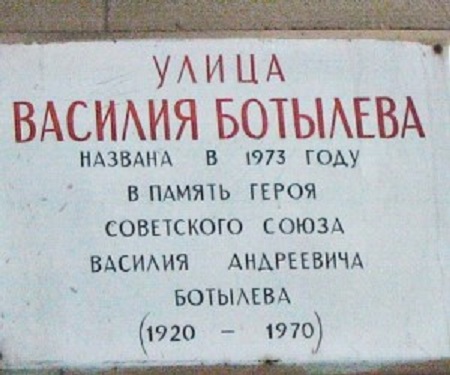 УЛИЦА
ВАСИЛИЯ БОТЫЛЕВА
НАЗВАНА В 1973 ГОДУ
В ПАМЯТЬ ГЕРОЯ
СОВЕТСКОГО СОЮЗА
ВАСИЛИЯ АНДРЕЕВИЧА
БОТЫЛЕВА
(1920 – 1970)